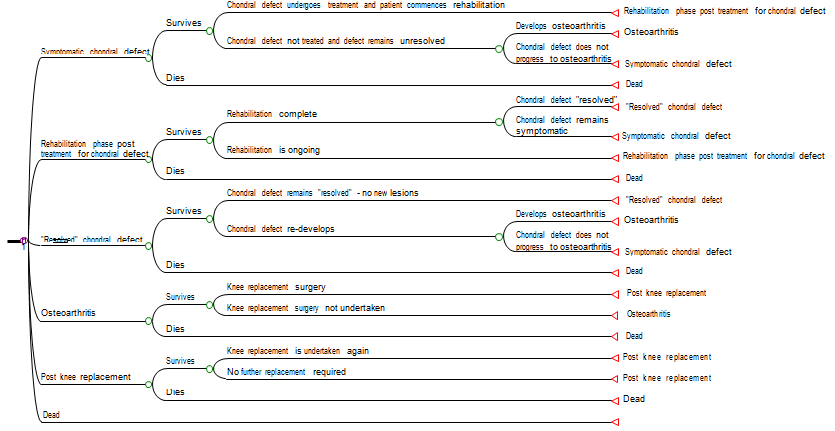 Chondral defect undergoes treatment and patient commences rehabilitation
Rehabilitation phase post treatment for chondral defect
Survives
Develops osteoarthritis
Osteoarthritis
Chondral defect not treated and defect remains unresolved
Chondral defect does not
progress to osteoarthritis
Symptomatic chondral defect
Symptomatic chondral defect
Dies
Dead
Chondral defect "resolved"
"Resolved" chondral defect
Rehabilitation complete
Chondral defect remains
symptomatic
Symptomatic chondral defect
Survives
Rehabilitation phase post
treatment for chondral defect
Rehabilitation is ongoing
Rehabilitation phase post treatment for chondral defect
Dies
Dead
Chondral defect remains "resolved" - no new lesions
"Resolved" chondral defect
Survives
Develops osteoarthritis
Osteoarthritis
Chondral defect re-develops
Chondral defect does not
progress to osteoarthritis
Symptomatic chondral defect
"Resolved" chondral defect
Dies
Dead
Knee replacement surgery
Post knee replacement
Survives
Knee replacement surgery not undertaken
Osteoarthritis
Osteoarthritis
Dies
Dead
Knee replacement is undertaken again
Post knee replacement
Survives
No further replacement required
Post knee replacement
Post knee replacement
Dies
Dead
Dead